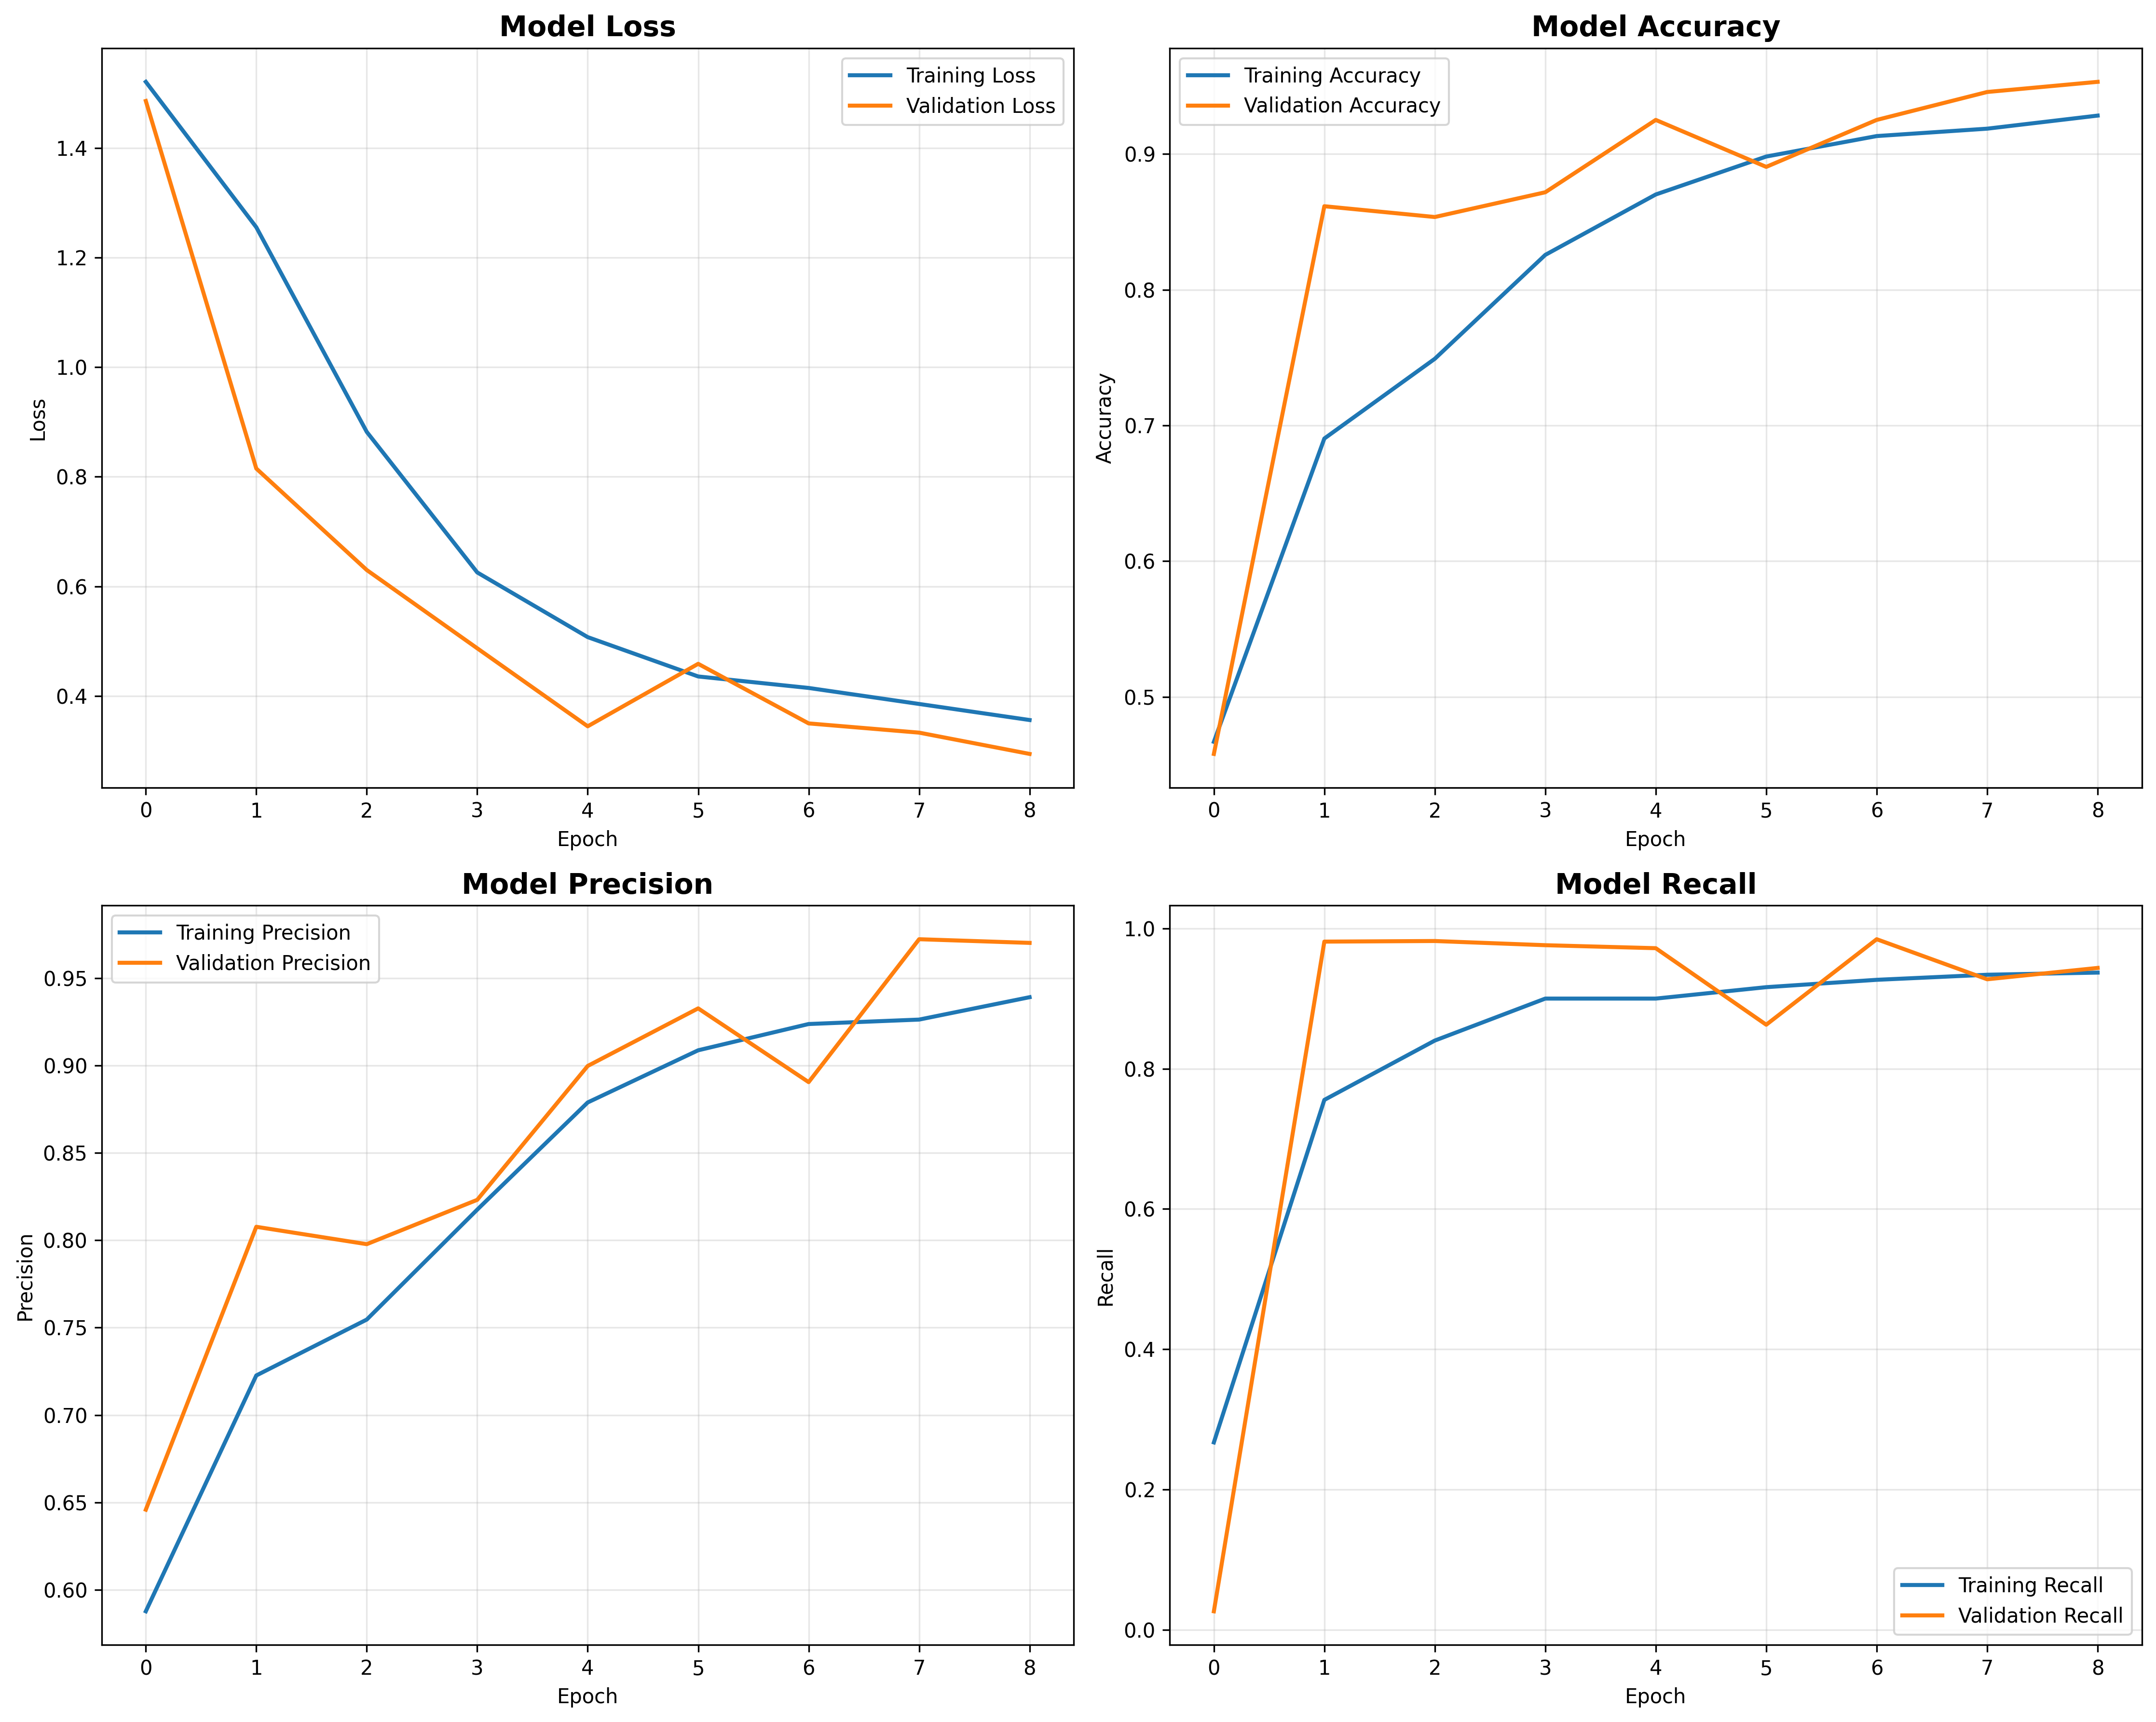 Model Loss
Training Loss
Validation Loss
1.4
1.2
1.0
0.8
0.6
0.4
Loss
0 1 2 3 4 5 6 7 8
Epoch
Model Accuracy
Training Accuracy
Validation Accuracy
0.9
0.8
0.7
0.6
0.5
Accuracy
0 1 2 3 4 5 6 7 8
Epoch
Model Precision
Training Precision
Validation Precision
0.95
0.90
0.85
0.80
0.75
0.70
0.65
0.60
Precision
0 1 2 3 4 5 6 7 8
Epoch
Model Recall
1.0
0.8
0.6
0.4
0.2
0.0
Recall
Training Recall
Validation Recall
0 1 2 3 4 5 6 7 8
Epoch